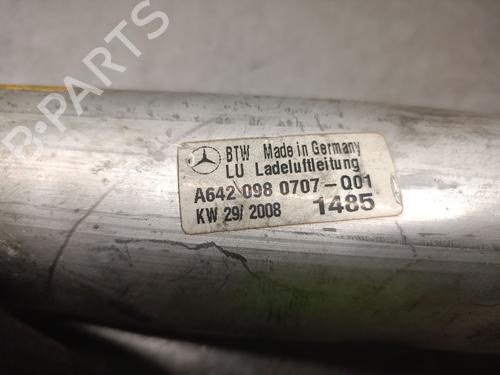 B-PARTS
BTW Made in Germany
LU Ladeluftleitung
A642 098 0707-Q01
KW 29/ 2008 1485